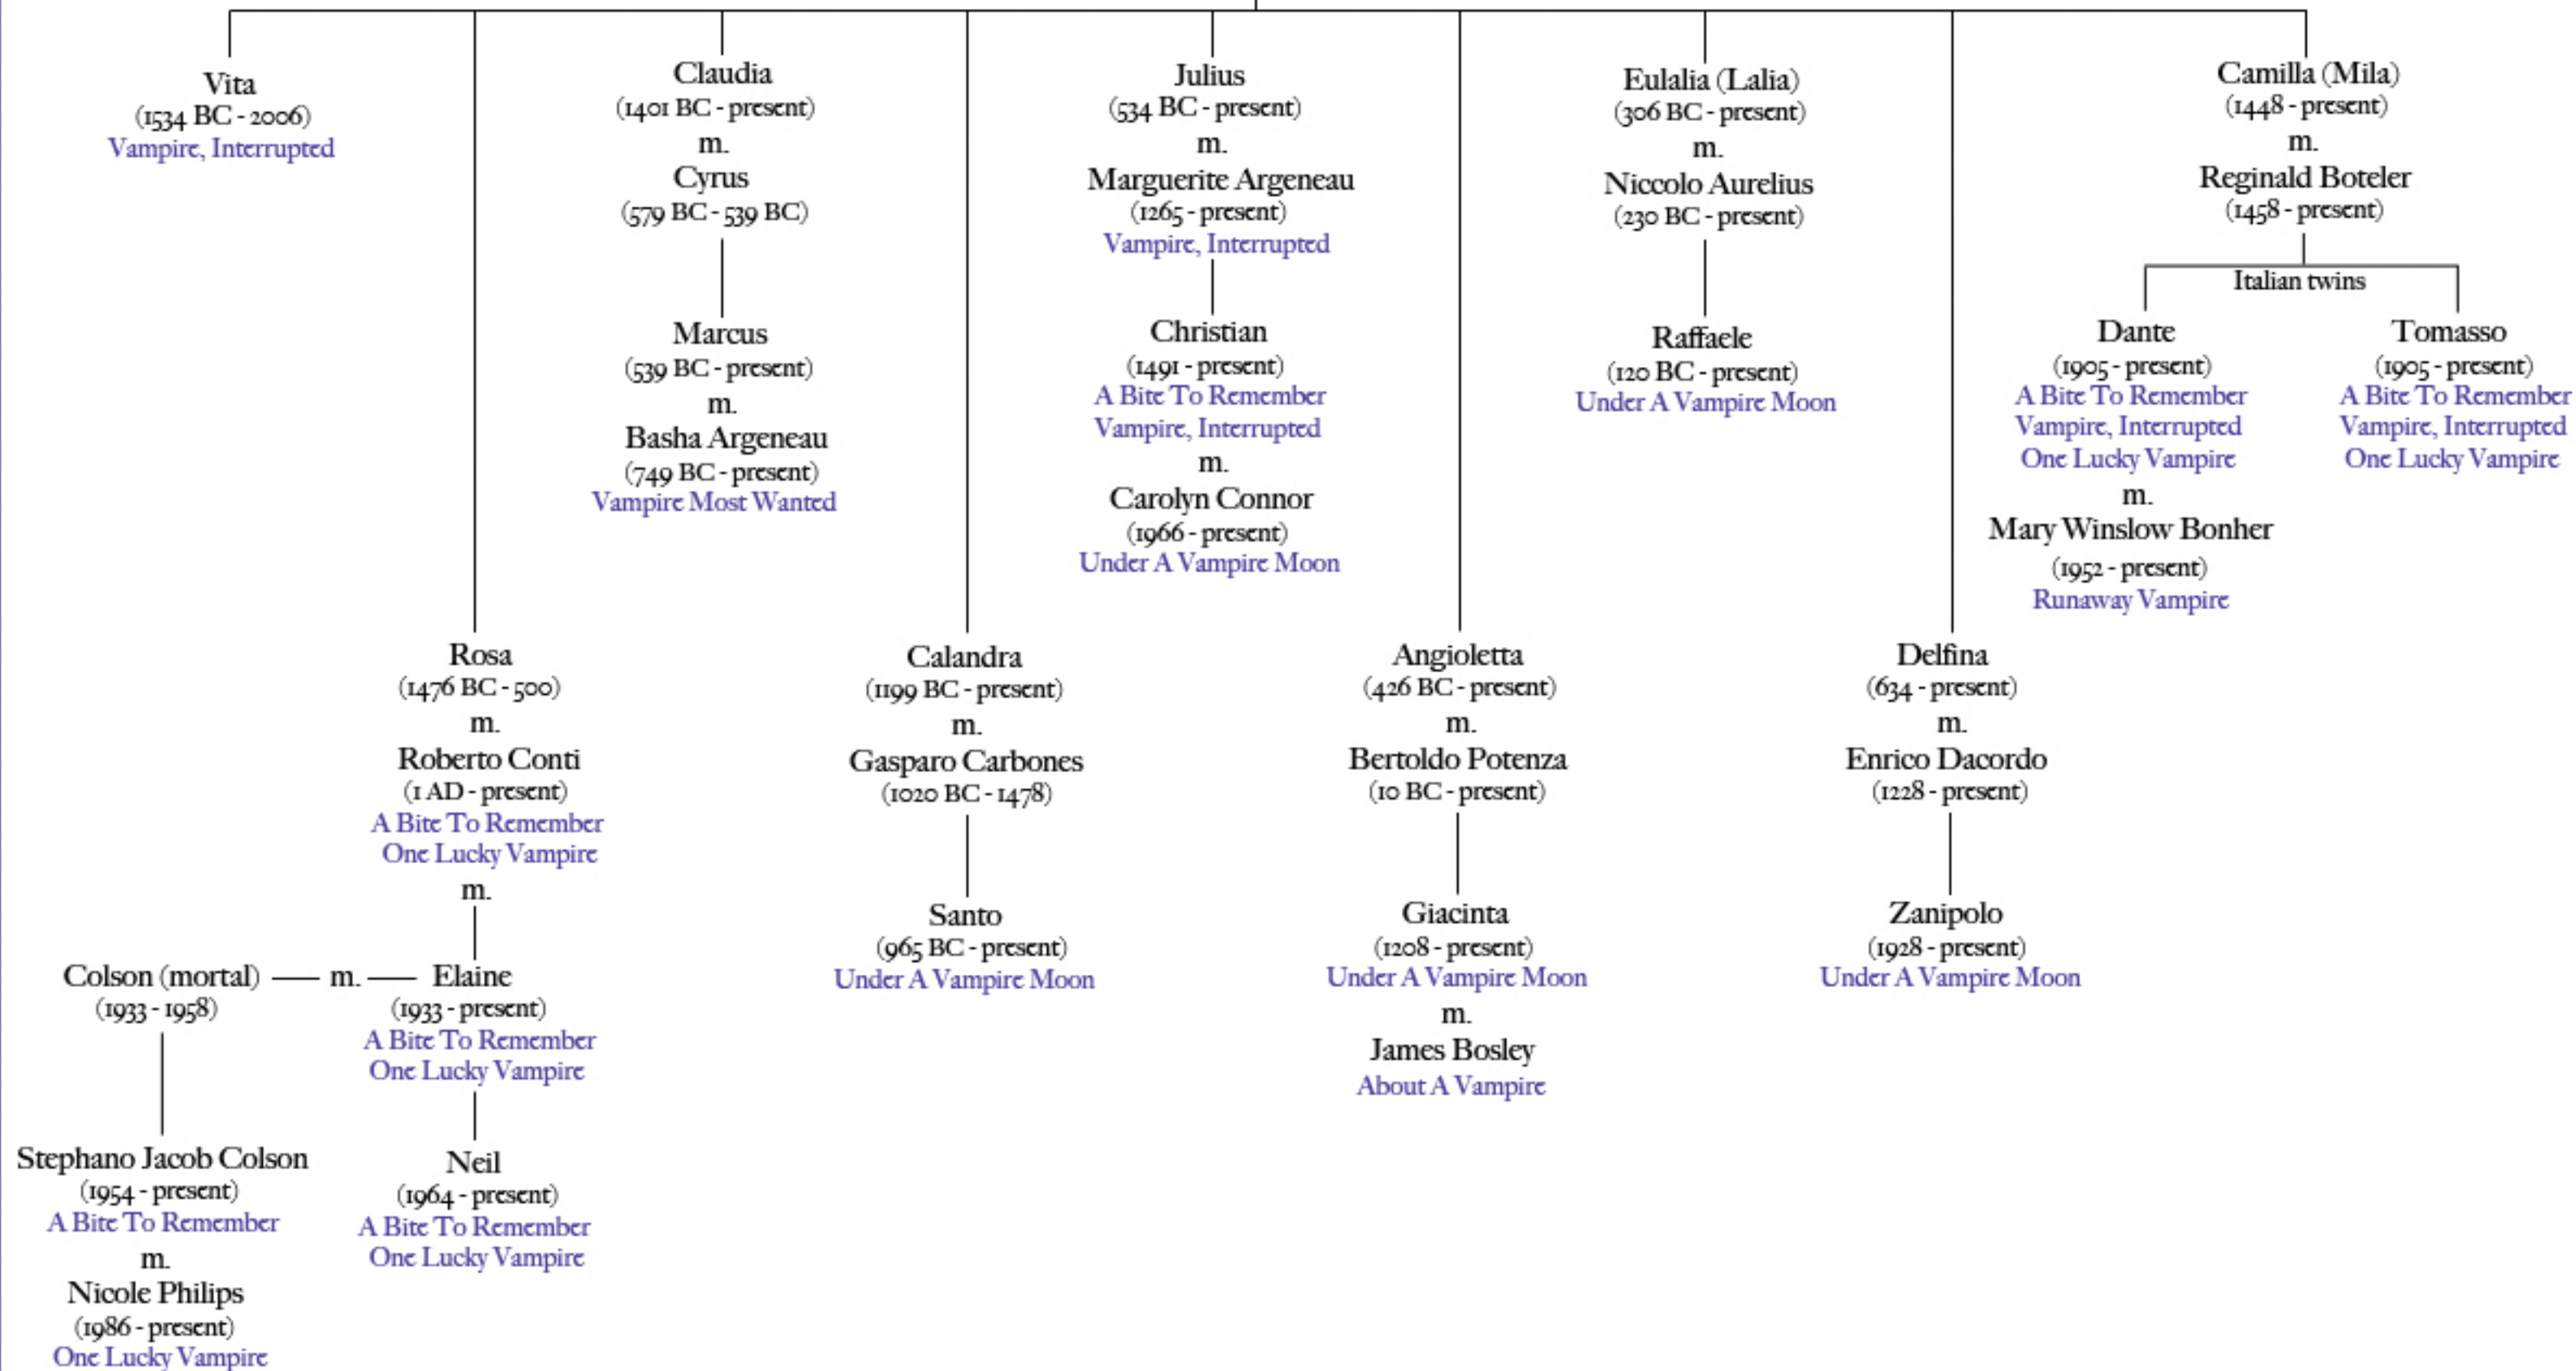 Vita
(1534 BC - 2006)
Vampire, Interrupted
Claudia
(1401 BC - present)
m.
Cyrus
(579 BC - 539 BC)
Marcus
(539 BC - present)
m.
Basha Argeneau
(749 BC - present)
Vampire Most Wanted
Julius
(534 BC - present)
m.
Marguerite Argeneau
(1265 - present)
Vampire, Interrupted
Christian
(1491 - present)
A Bite To Remember
Vampire, Interrupted
m.
Carolyn Connor
(1966 - present)
Under A Vampire Moon
Eulalia (Lalia)
(306 BC - present)
m.
Niccolo Aurelius
(230 BC - present)
Raffaele
(120 BC - present)
Under A Vampire Moon
Camilla (Mila)
(1448 - present)
m.
Reginald Boteler
(1458 - present)
Italian twins
Dante
(1905 - present)
A Bite To Remember
Vampire, Interrupted
One Lucky Vampire
m.
Mary Winslow Bonher
(1952 - present)
Runaway Vampire
Tomasso
(1905 - present)
A Bite To Remember
Vampire, Interrupted
One Lucky Vampire
Rosa
(1476 BC - 500)
m.
Roberto Conti
(1 AD - present)
A Bite To Remember
One Lucky Vampire
m.
Colson (mortal) m. Elaine
(1933 - 1958)
(1933 - present)
A Bite To Remember
One Lucky Vampire
Stephano Jacob Colson
(1954 - present)
A Bite To Remember
m.
Nicole Philips
(1986 - present)
One Lucky Vampire
Neil
(1964 - present)
A Bite To Remember
One Lucky Vampire
Calandra
(1199 BC - present)
m.
Gasparo Carbones
(1020 BC - 1478)
Santo
(965 BC - present)
Under A Vampire Moon
Angioletta
(426 BC - present)
m.
Bertoldo Potenza
(10 BC - present)
Giacinta
(1208 - present)
Under A Vampire Moon
m.
James Bosley
About A Vampire
Delfina
(634 - present)
m.
Enrico Dacordo
(1228 - present)
Zanipolo
(1928 - present)
Under A Vampire Moon